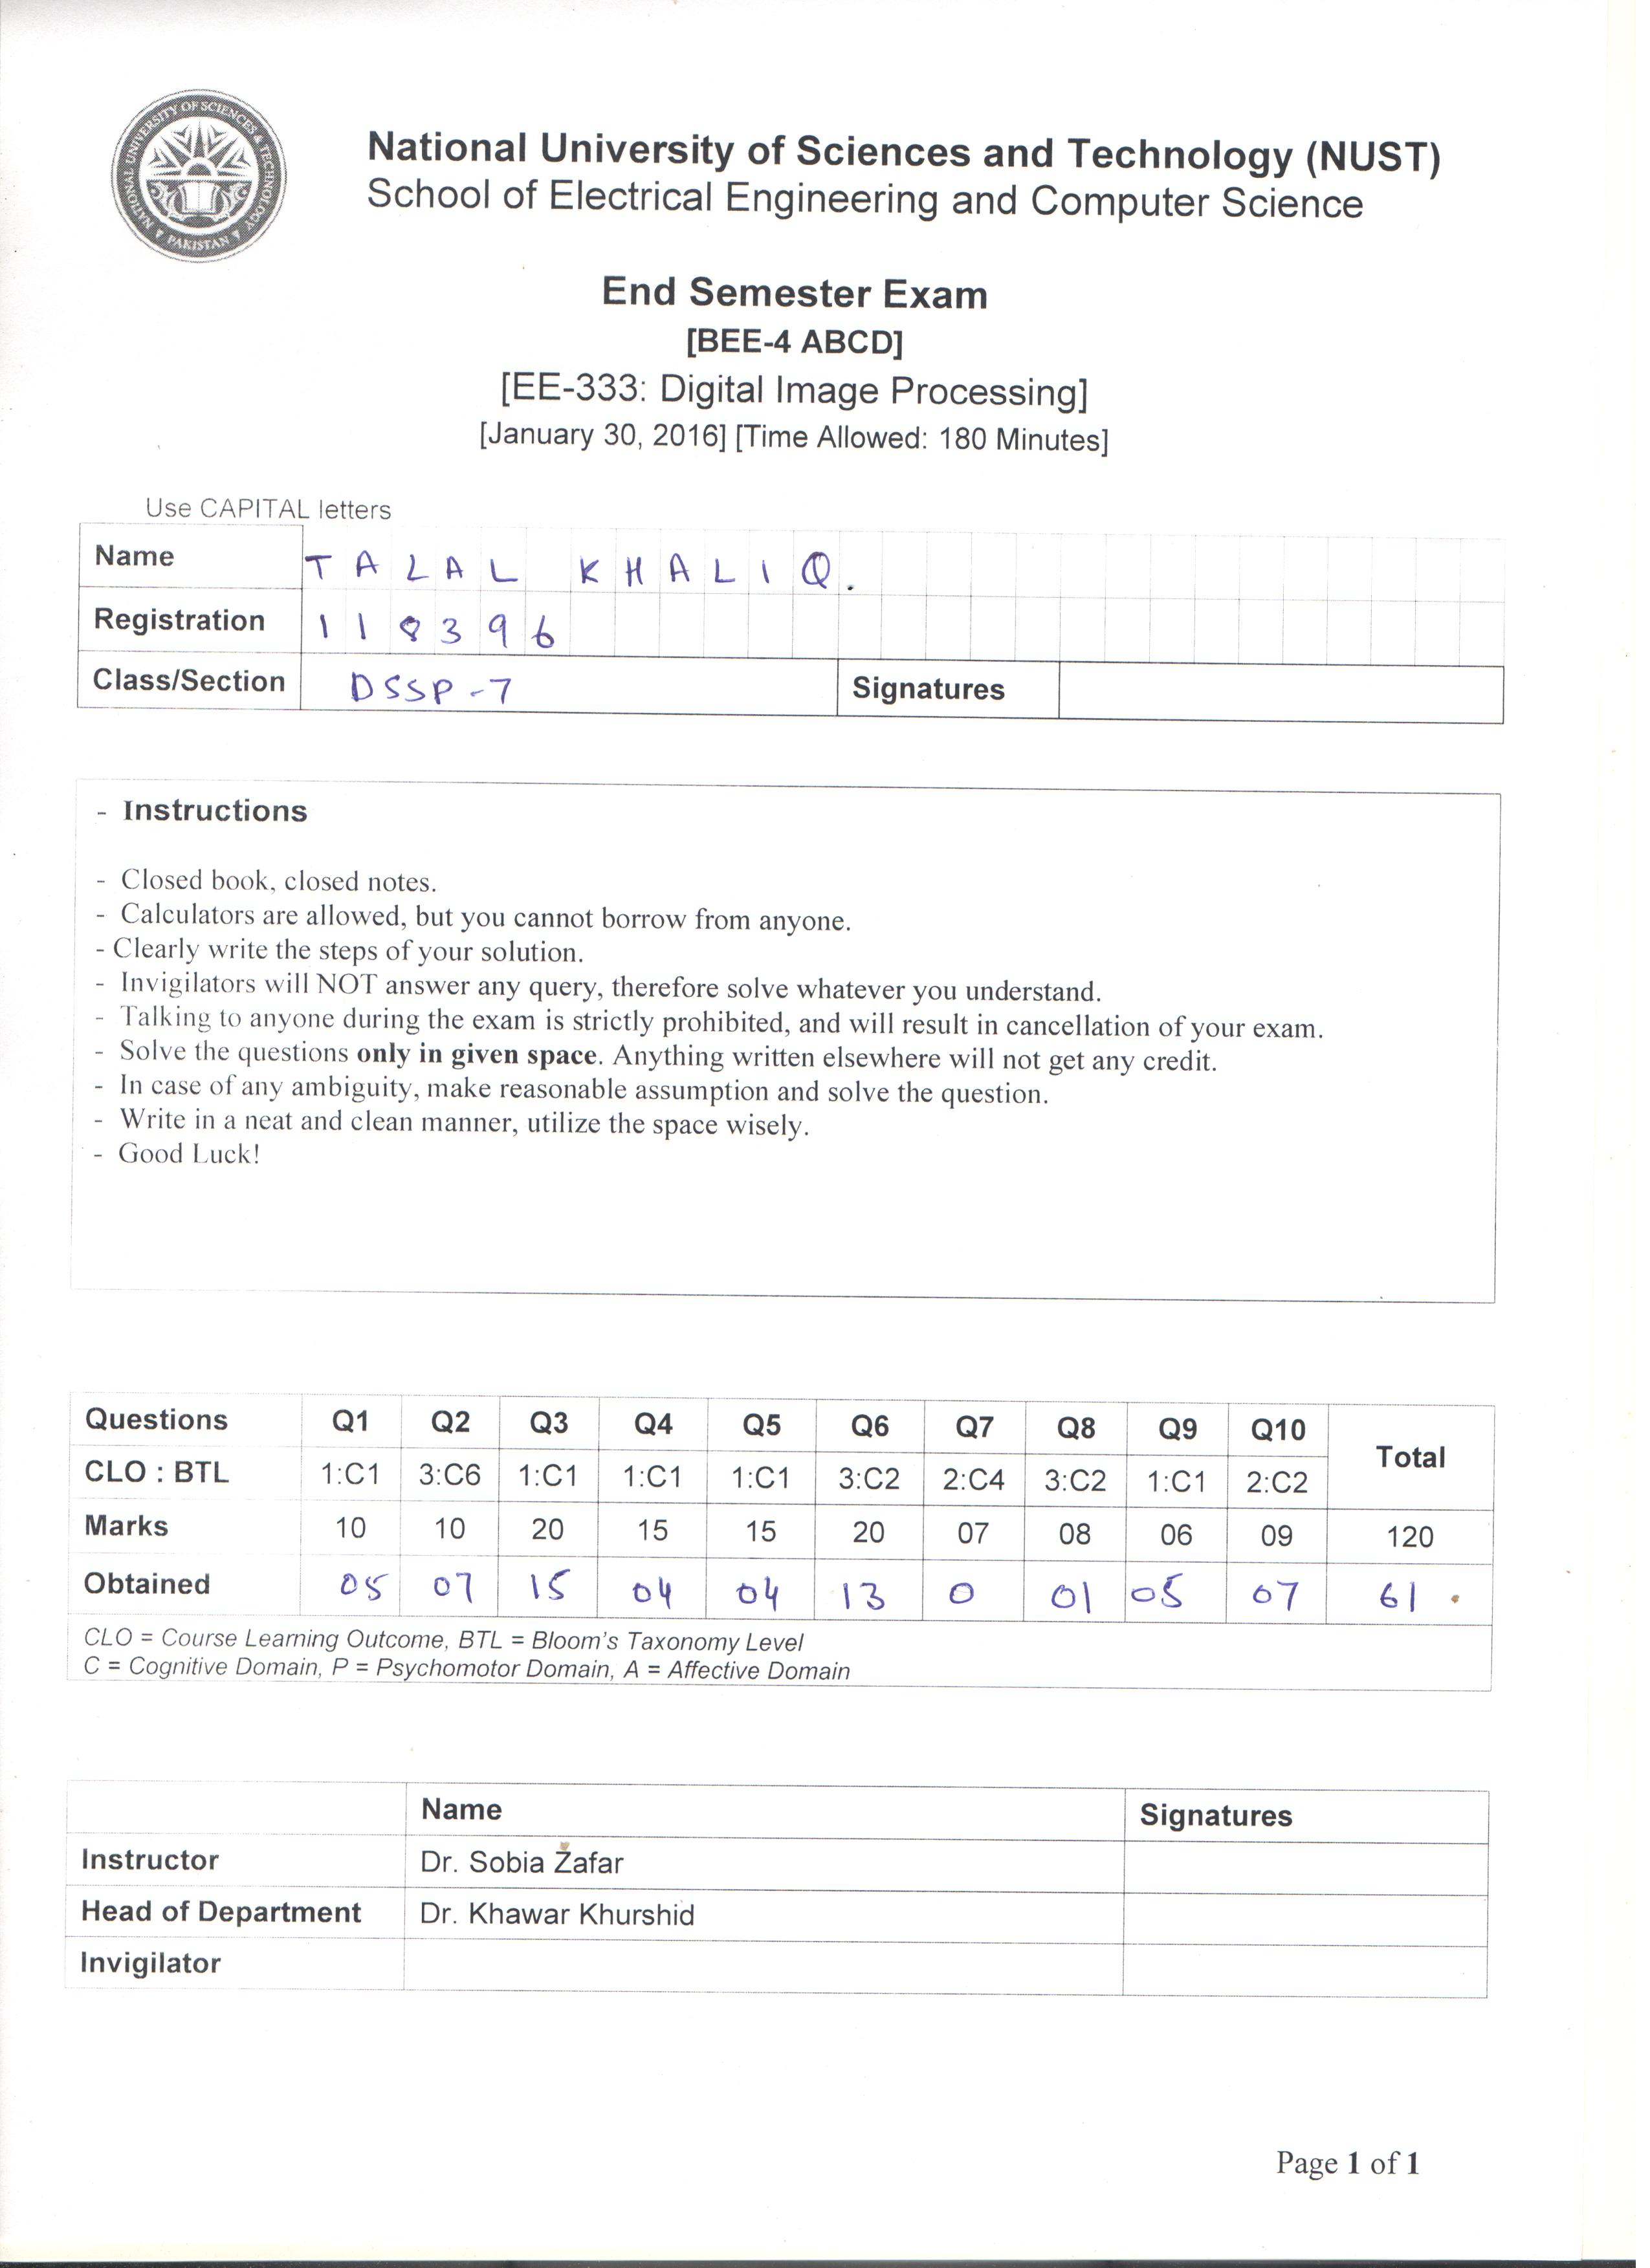 NATIONAL UNIVERSITY OF SCIENCES & TECHNOLOGY
PAKISTAN
National University of Sciences and Technology (NUST)
School of Electrical Engineering and Computer Science
End Semester Exam
[BEE-4 ABCD]
[EE-333: Digital Image Processing]
[January 30, 2016] [Time Allowed: 180 Minutes]
Use CAPITAL letters
Name TALAL KHALIQ.
Registration 118396
Class/Section DSSP-7 Signatures
- Instructions
- Closed book, closed notes.
- Calculators are allowed, but you cannot borrow from anyone.
- Clearly write the steps of your solution.
- Invigilators will NOT answer any query, therefore solve whatever you understand.
- Talking to anyone during the exam is strictly prohibited, and will result in cancellation of your exam.
- Solve the questions only in given space. Anything written elsewhere will not get any credit.
- In case of any ambiguity, make reasonable assumption and solve the question.
- Write in a neat and clean manner, utilize the space wisely.
- Good Luck!
Questions Q1 Q2 Q3 Q4 Q5 Q6 Q7 Q8 Q9 Q10 Total
CLO : BTL 1:C1 3:C6 1:C1 1:C1 1:C1 3:C2 2:C4 3:C2 1:C1 2:C2
Marks 10 10 20 15 15 20 07 08 06 09 120
Obtained 05 07 15 04 04 13 0 01 05 07 61
CLO = Course Learning Outcome, BTL = Bloom's Taxonomy Level
C = Cognitive Domain, P = Psychomotor Domain, A = Affective Domain
Name Signatures
Instructor Dr. Sobia Zafar
Head of Department Dr. Khawar Khurshid
Invigilator
Page 1 of 1